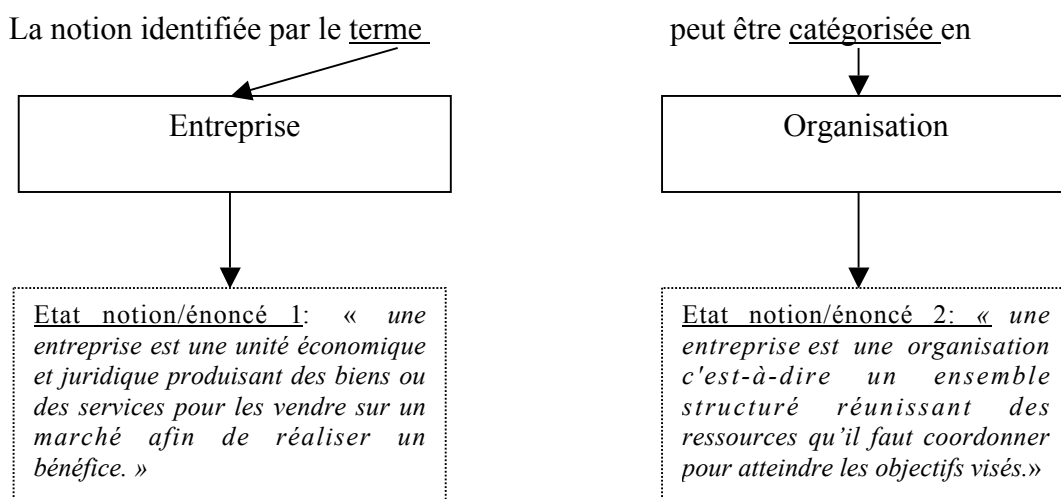 La notion identifiée par le terme peut être catégorisée en
Entreprise
Organisation
Etat notion/énoncé 1: « une
entreprise est une unité économique
et juridique produisant des biens ou
des services pour les vendre sur un
marché afin de réaliser un
bénéfice. »
Etat notion/énoncé 2: « une
entreprise est une organisation
c'est-à-dire un ensemble
structuré réunissant des
ressources qu’il faut coordonner
pour atteindre les objectifs visés.»